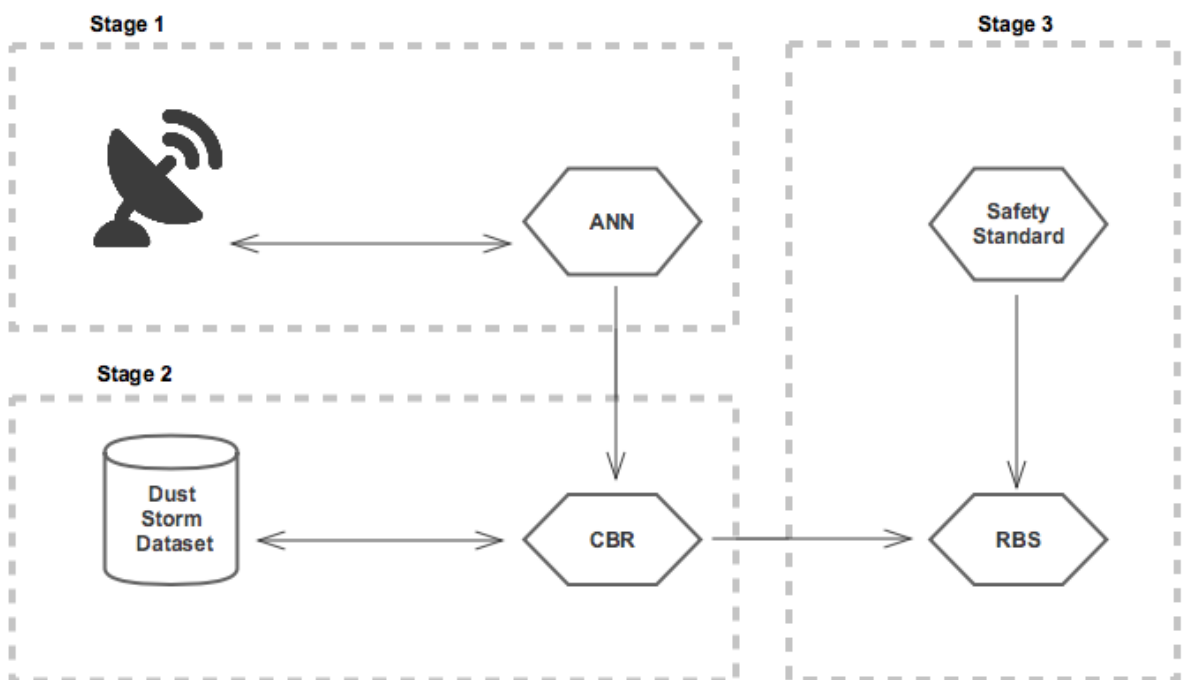 Stage 1
Stage 3
ANN
Safety
Standard
Stage 2
Dust
Storm
Dataset
CBR
RBS